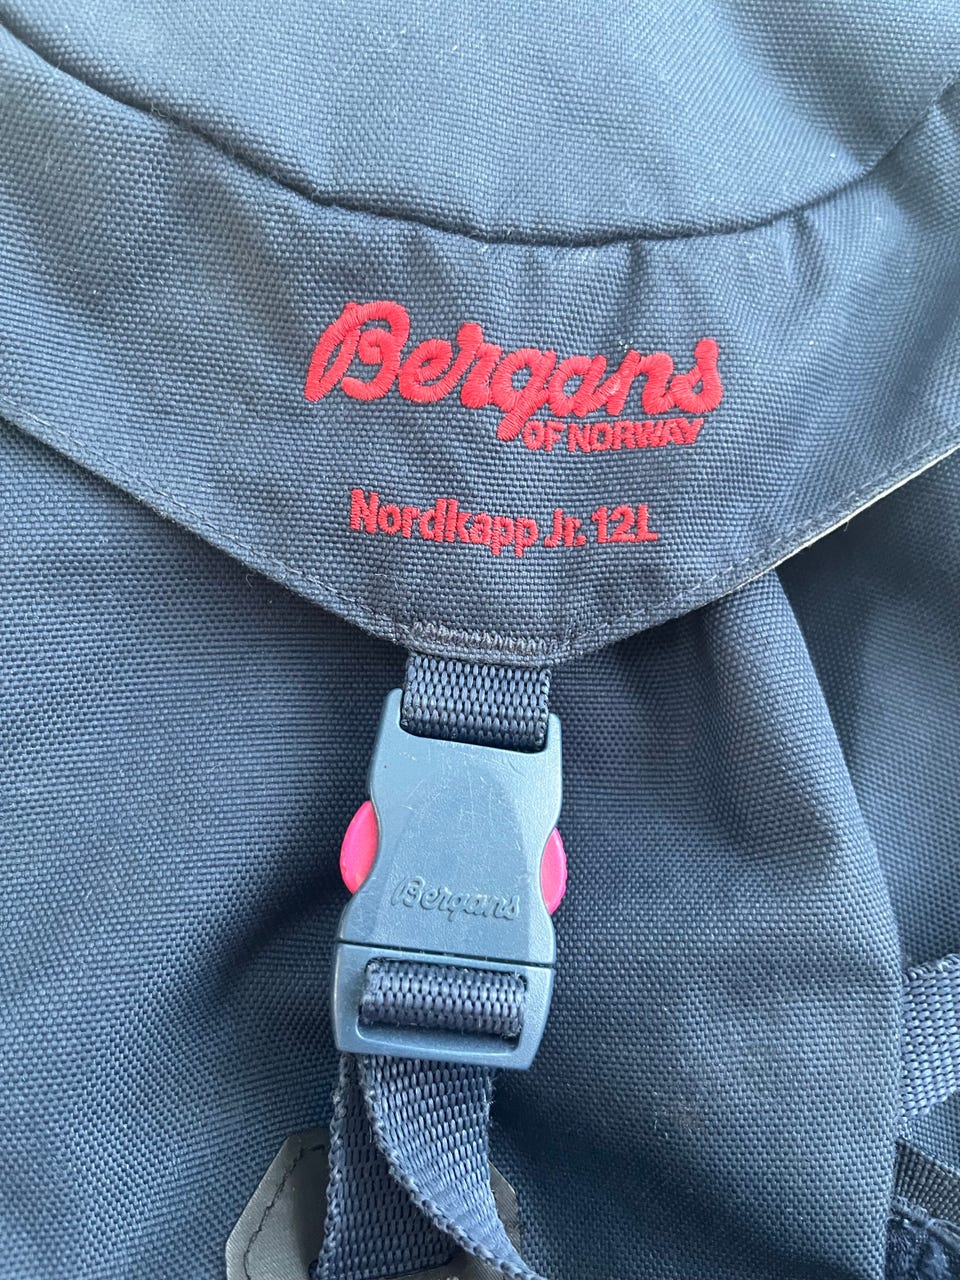 Bergans
OF NORWAY
Nordkapp Jr. 12L
Bergans